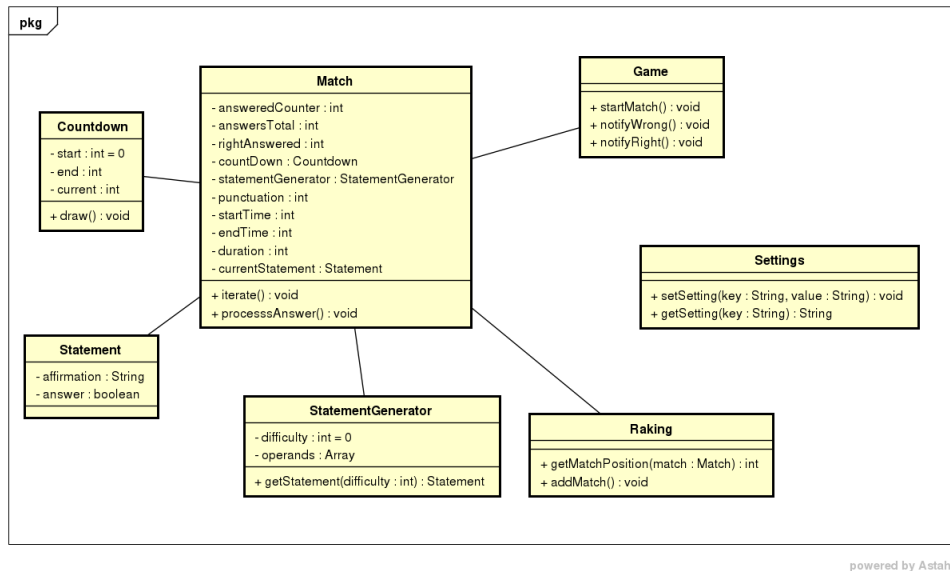 pkg
Match
- answeredCounter : int
- answersTotal : int
- rightAnswered : int
- countDown : Countdown
- statementGenerator : StatementGenerator
- punctuation : int
- startTime : int
- endTime : int
- duration : int
- currentStatement : Statement
+ iterate() : void
+ processsAnswer() : void
Game
+ startMatch() : void
+ notifyWrong() : void
+ notifyRight() : void
Countdown
- start : int = 0
- end : int
- current : int
+ draw() : void
Settings
+ setSetting(key : String, value : String) : void
+ getSetting(key : String) : String
Statement
- affirmation : String
- answer : boolean
StatementGenerator
- difficulty : int = 0
- operands : Array
+ getStatement(difficulty : int) : Statement
Raking
+ getMatchPosition(match : Match) : int
+ addMatch() : void
powered by Astah